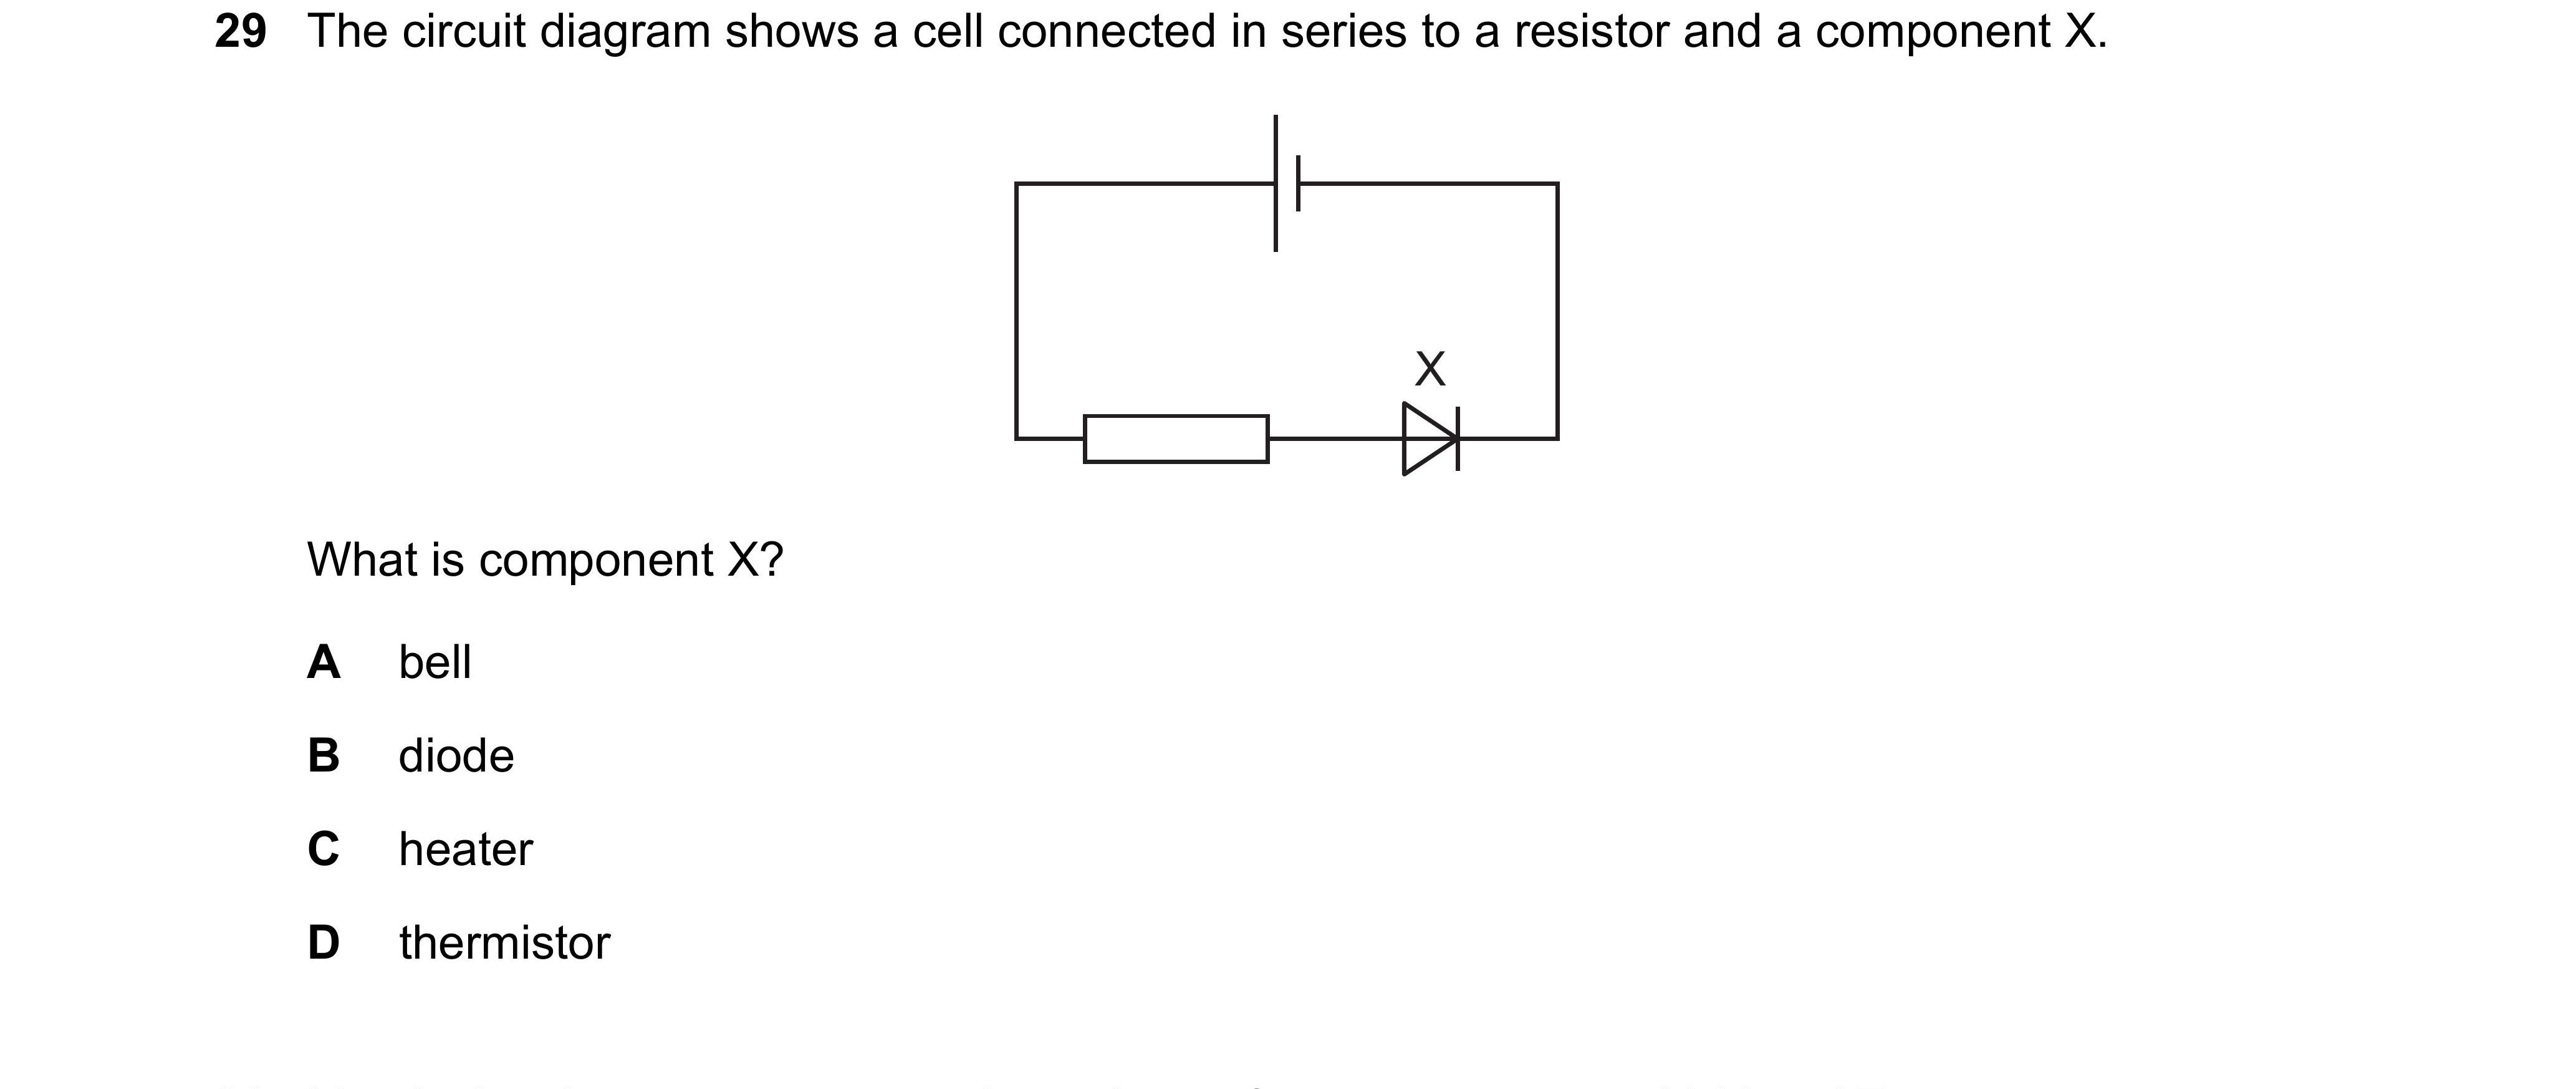 29 The circuit diagram shows a cell connected in series to a resistor and a component X.
X
What is component X?
A bell
B diode
C heater
D thermistor